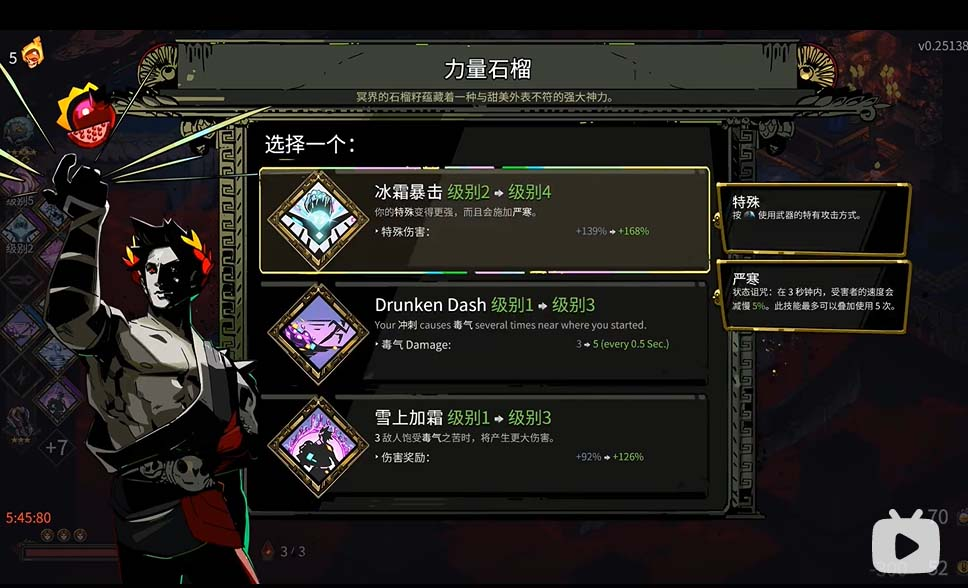 5
v0.25138
力量石榴
冥界的石榴籽蕴藏着一种与甜美外表不符的强大神力。
选择一个：
冰霜暴击 级别2 → 级别4
你的特殊变得更强，而且会施加严寒。
特殊伤害： +139% → +168%
特殊
按 使用武器的特有攻击方式。
严寒
状态诅咒：在 3 秒钟内，受害者的速度会
减慢 5%。此技能最多可以叠加使用 5 次。
Drunken Dash 级别1 → 级别3
Your 冲刺 causes 毒气 several times near where you started.
毒气 Damage: 3 → 5 (every 0.5 Sec.)
雪上加霜 级别1 → 级别3
3 敌人饱受毒气之苦时，将产生更大伤害。
伤害奖励： +92% → +126%
级别5
级别2
+7
5:45:80
3 / 3
70
52